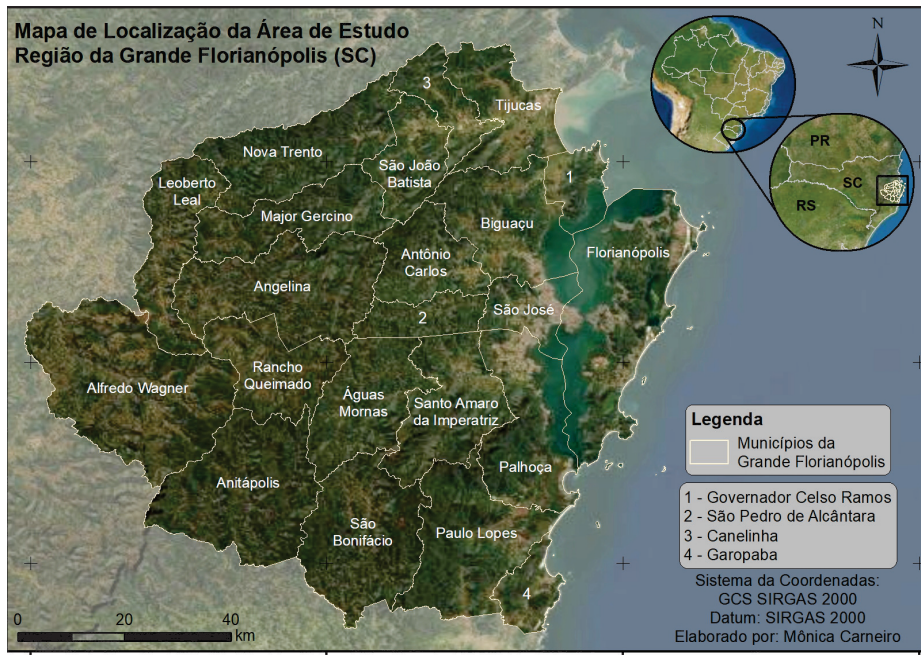 Mapa de Localização da Área de Estudo
Região da Grande Florianópolis (SC)
N
3
Tijucas
PR
Nova Trento
São João
Batista
1
Leoberto
Leal
SC
RS
Major Gercino
Biguaçu
Florianópolis
Antônio
Carlos
Angelina
São José
2
Rancho
Queimado
Alfredo Wagner
Águas
Mornas
Santo Amaro
da Imperatriz
Palhoça
Anitápolis
São
Bonifácio
Paulo Lopes
4
Legenda
Municípios da
Grande Florianópolis
1 - Governador Celso Ramos
2 - São Pedro de Alcântara
3 - Canelinha
4 - Garopaba
Sistema da Coordenadas:
GCS SIRGAS 2000
Datum: SIRGAS 2000
Elaborado por: Mônica Carneiro
0 20 40
km